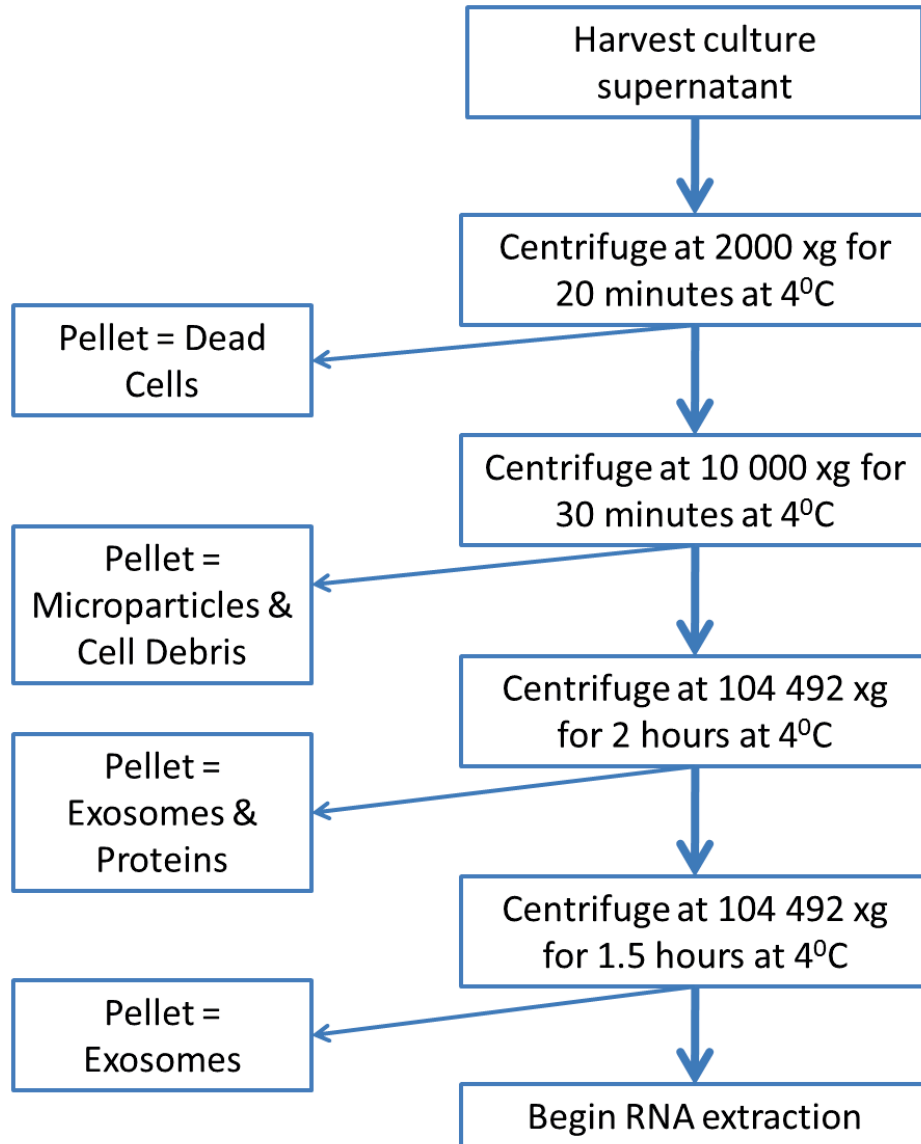 Harvest culture
supernatant
Centrifuge at 2000 xg for
20 minutes at 4⁰C
Pellet = Dead
Cells
Centrifuge at 10 000 xg for
30 minutes at 4⁰C
Pellet =
Microparticles &
Cell Debris
Centrifuge at 104 492 xg
for 2 hours at 4⁰C
Pellet =
Exosomes &
Proteins
Centrifuge at 104 492 xg
for 1.5 hours at 4⁰C
Pellet =
Exosomes
Begin RNA extraction